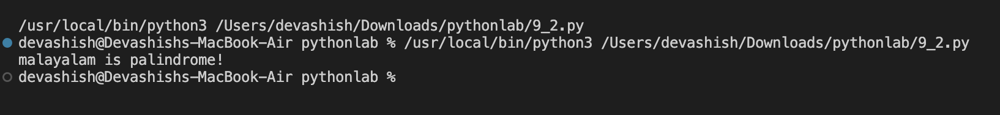 /usr/local/bin/python3 /Users/devashish/Downloads/pythonlab/9_2.py
devashish@Devashishs-MacBook-Air pythonlab % /usr/local/bin/python3 /Users/devashish/Downloads/pythonlab/9_2.py
malayalam is palindrome!
devashish@Devashishs-MacBook-Air pythonlab %